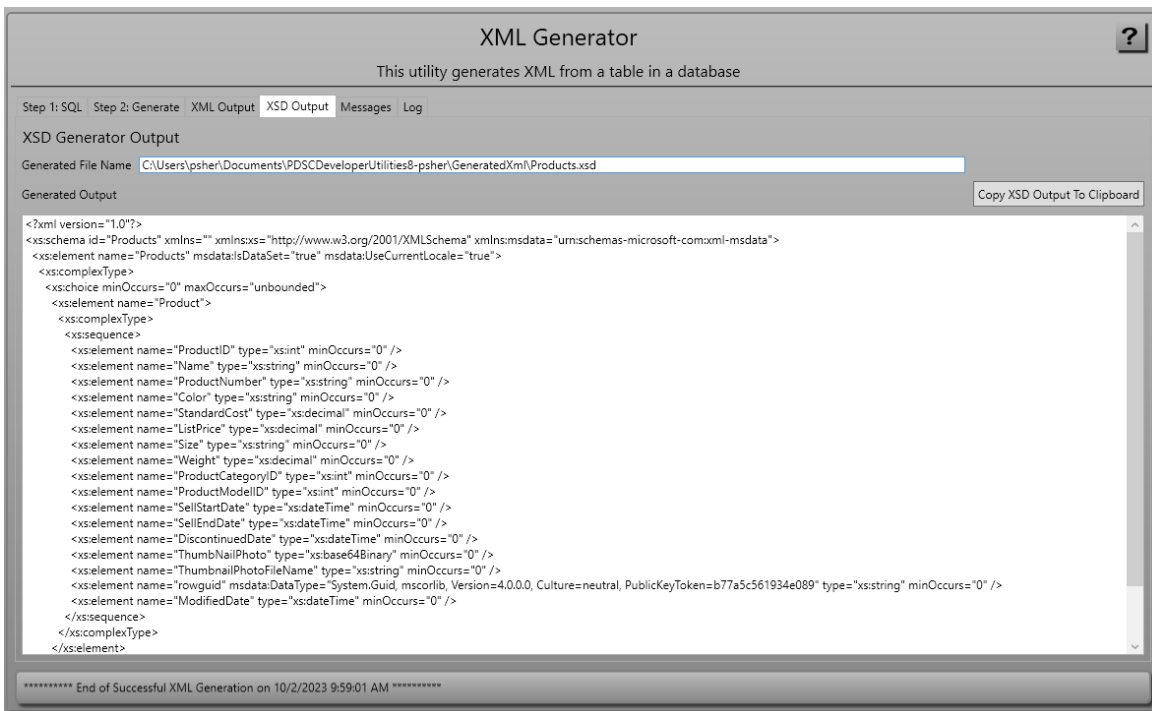 XML Generator
?
This utility generates XML from a table in a database
Step 1: SQL Step 2: Generate XML Output XSD Output Messages Log
XSD Generator Output
Generated File Name C:\Users\psher\Documents\PDSCDeveloperUtilities8-psher\GeneratedXml\Products.xsd
Generated Output Copy XSD Output To Clipboard
<?xml version="1.0"?>
<xs:schema id="Products" xmlns="" xmlns:xs="http://www.w3.org/2001/XMLSchema" xmlns:msdata="urn:schemas-microsoft-com:xml-msdata">
<xs:element name="Products" msdata:IsDataSet="true" msdata:UseCurrentLocale="true">
<xs:complexType>
<xs:choice minOccurs="0" maxOccurs="unbounded">
<xs:element name="Product">
<xs:complexType>
<xs:sequence>
<xs:element name="ProductID" type="xs:int" minOccurs="0" />
<xs:element name="Name" type="xs:string" minOccurs="0" />
<xs:element name="ProductNumber" type="xs:string" minOccurs="0" />
<xs:element name="Color" type="xs:string" minOccurs="0" />
<xs:element name="StandardCost" type="xs:decimal" minOccurs="0" />
<xs:element name="ListPrice" type="xs:decimal" minOccurs="0" />
<xs:element name="Size" type="xs:string" minOccurs="0" />
<xs:element name="Weight" type="xs:decimal" minOccurs="0" />
<xs:element name="ProductCategoryID" type="xs:int" minOccurs="0" />
<xs:element name="ProductModelID" type="xs:int" minOccurs="0" />
<xs:element name="SellStartDate" type="xs:dateTime" minOccurs="0" />
<xs:element name="SellEndDate" type="xs:dateTime" minOccurs="0" />
<xs:element name="DiscontinuedDate" type="xs:dateTime" minOccurs="0" />
<xs:element name="ThumbNailPhoto" type="xs:base64Binary" minOccurs="0" />
<xs:element name="ThumbnailPhotoFileName" type="xs:string" minOccurs="0" />
<xs:element name="rowguid" msdata:DataType="System.Guid, mscorlib, Version=4.0.0.0, Culture=neutral, PublicKeyToken=b77a5c561934e089" type="xs:string" minOccurs="0" />
<xs:element name="ModifiedDate" type="xs:dateTime" minOccurs="0" />
</xs:sequence>
</xs:complexType>
</xs:element>
********** End of Successful XML Generation on 10/2/2023 9:59:01 AM **********